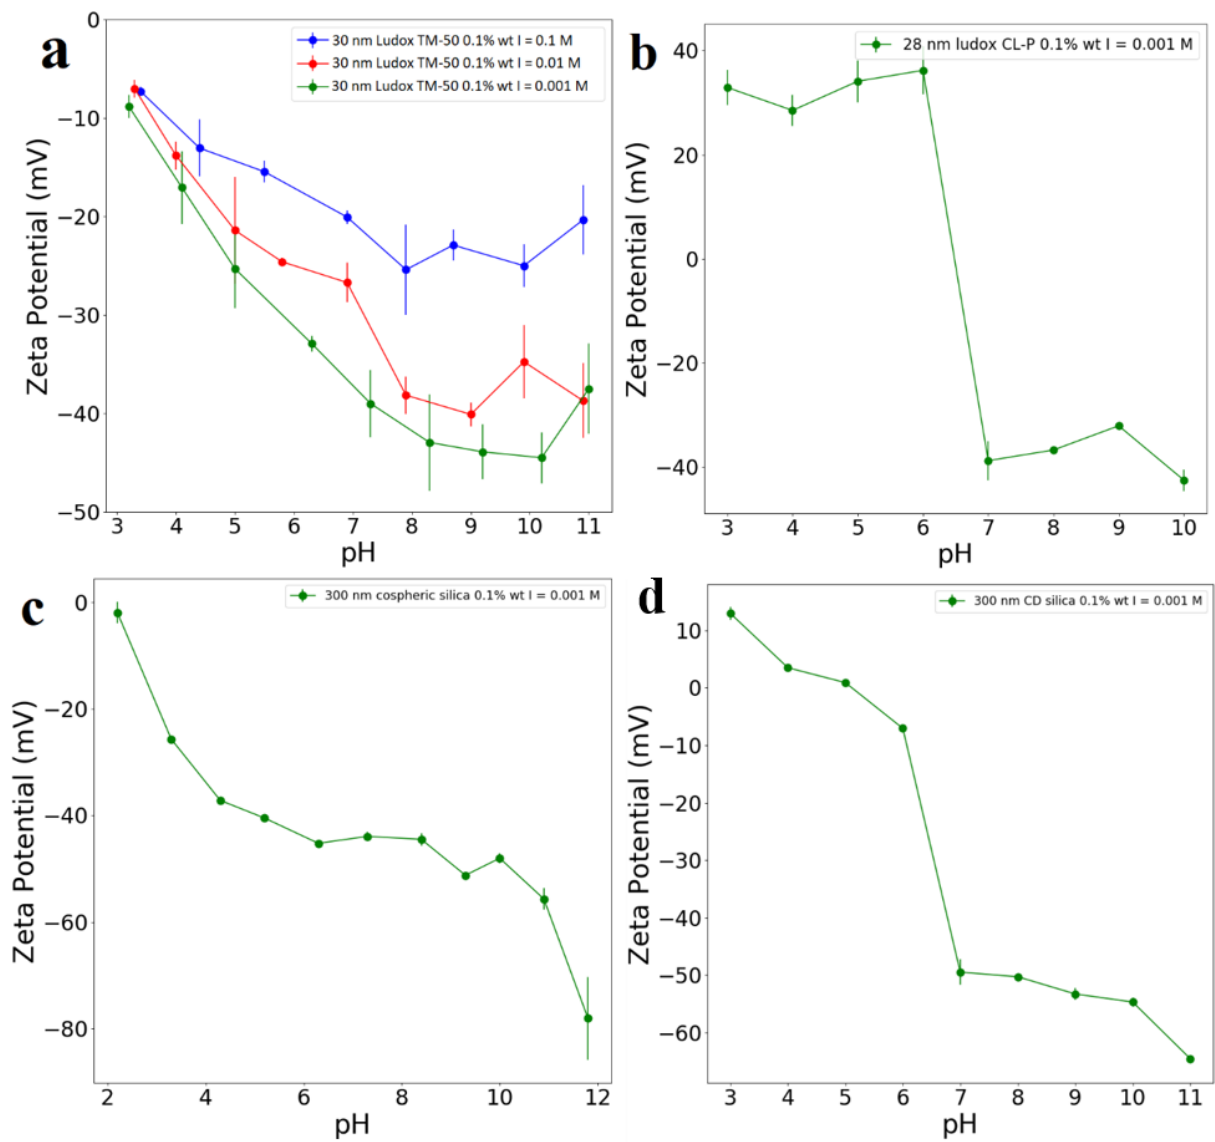 a
30 nm Ludox TM-50 0.1% wt I = 0.1 M
30 nm Ludox TM-50 0.1% wt I = 0.01 M
30 nm Ludox TM-50 0.1% wt I = 0.001 M
Zeta Potential (mV)
0
−10
−20
−30
−40
−50
3 4 5 6 7 8 9 10 11
pH
b
28 nm ludox CL-P 0.1% wt I = 0.001 M
Zeta Potential (mV)
40
20
0
−20
−40
3 4 5 6 7 8 9 10
pH
c
300 nm cospheric silica 0.1% wt I = 0.001 M
Zeta Potential (mV)
0
−20
−40
−60
−80
2 4 6 8 10 12
pH
d
300 nm CD silica 0.1% wt I = 0.001 M
Zeta Potential (mV)
10
0
−10
−20
−30
−40
−50
−60
3 4 5 6 7 8 9 10 11
pH